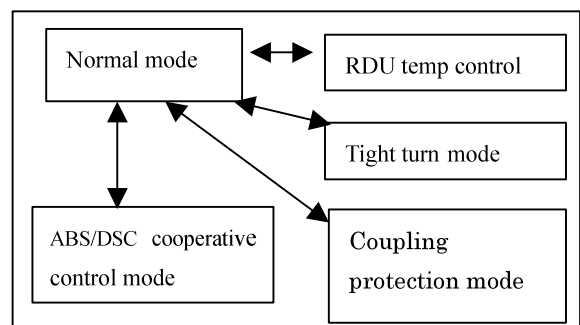 Normal mode
RDU temp control
Tight turn mode
ABS/DSC cooperative
control mode
Coupling
protection mode